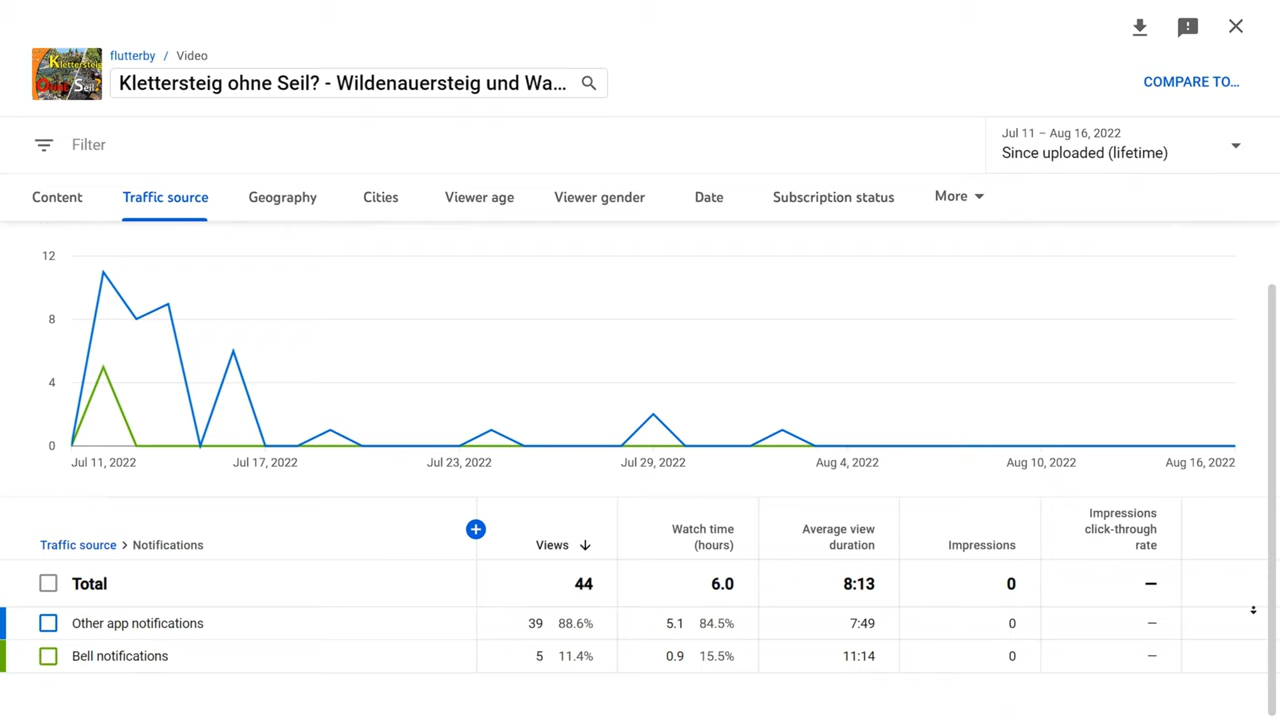 Klettersteig
Ohne Seil?
flutterby / Video
Klettersteig ohne Seil? - Wildenauersteig und Wa...
COMPARE TO...
Filter
Jul 11 – Aug 16, 2022
Since uploaded (lifetime)
Content Traffic source Geography Cities Viewer age Viewer gender Date Subscription status More
12
8
4
0
Jul 11, 2022 Jul 17, 2022 Jul 23, 2022 Jul 29, 2022 Aug 4, 2022 Aug 10, 2022 Aug 16, 2022
Traffic source > Notifications Views Watch time (hours) Average view duration Impressions Impressions click-through rate
Total 44 6.0 8:13 0 —
Other app notifications 39 88.6% 5.1 84.5% 7:49 0 —
Bell notifications 5 11.4% 0.9 15.5% 11:14 0 —